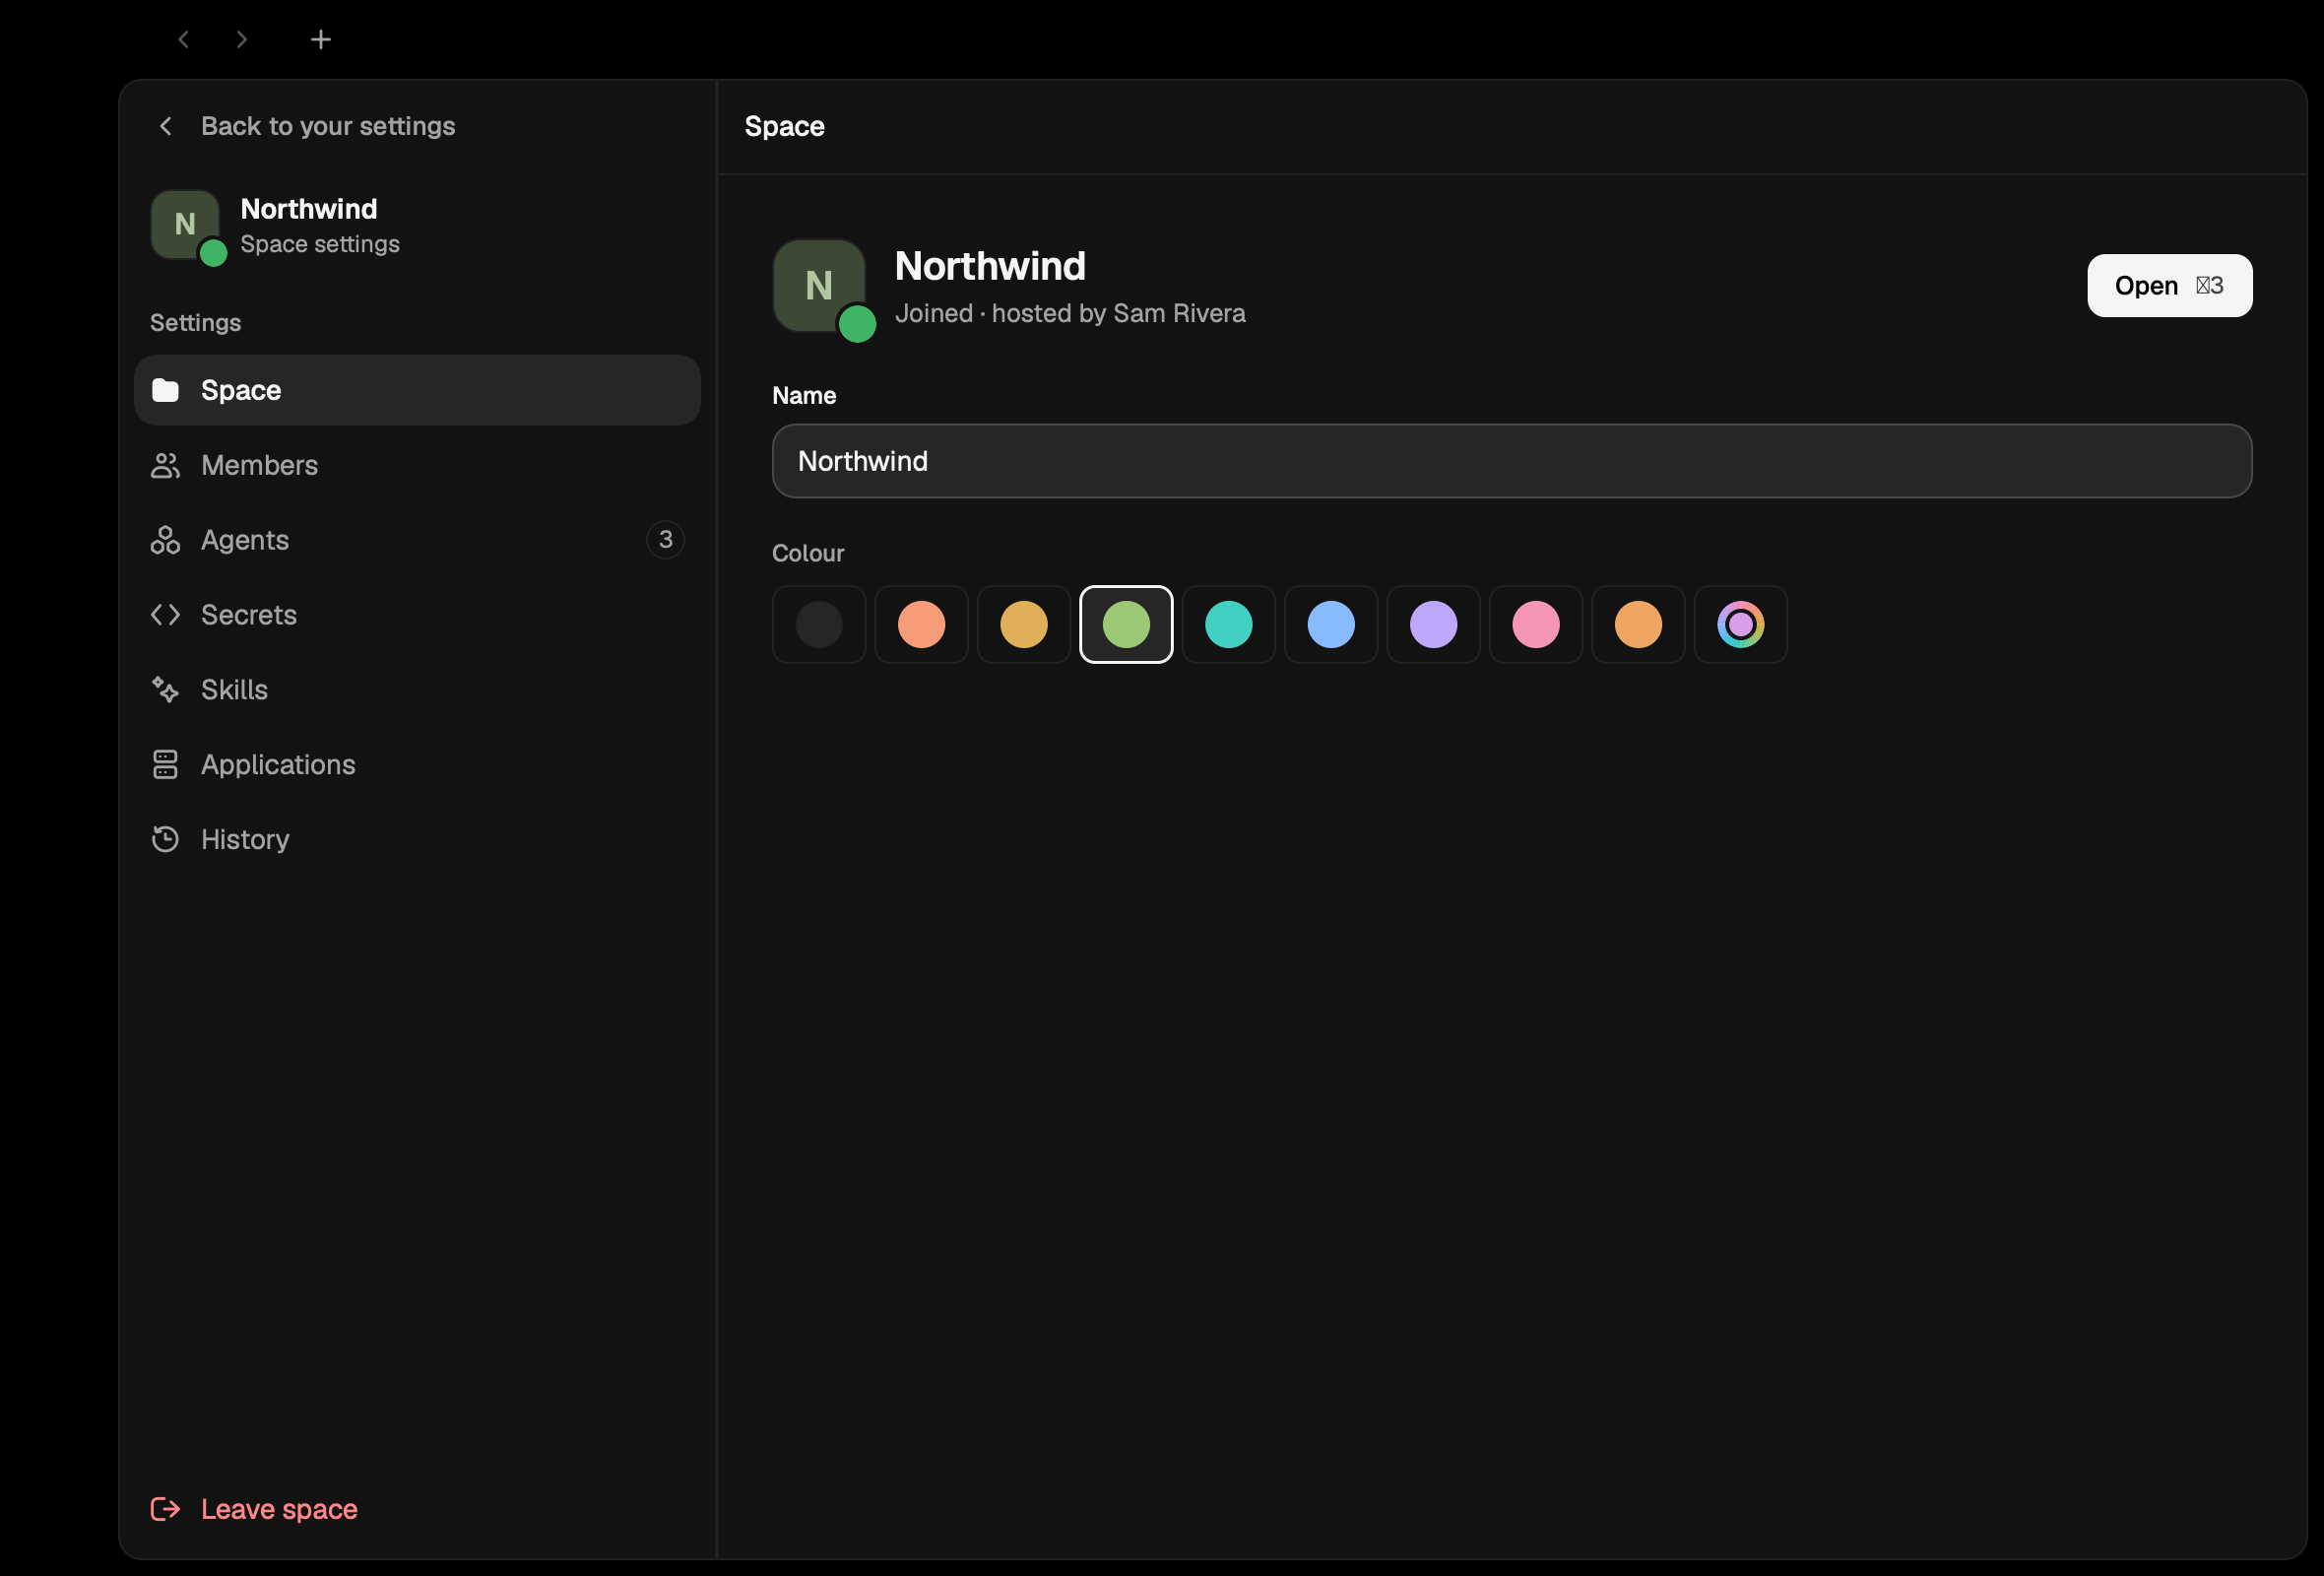 Back to your settings
N
Northwind
Space settings
Settings
Space
Members
Agents
3
Secrets
Skills
Applications
History
Leave space
Space
N
Northwind
Joined · hosted by Sam Rivera
Open 3
Name
Northwind
Colour